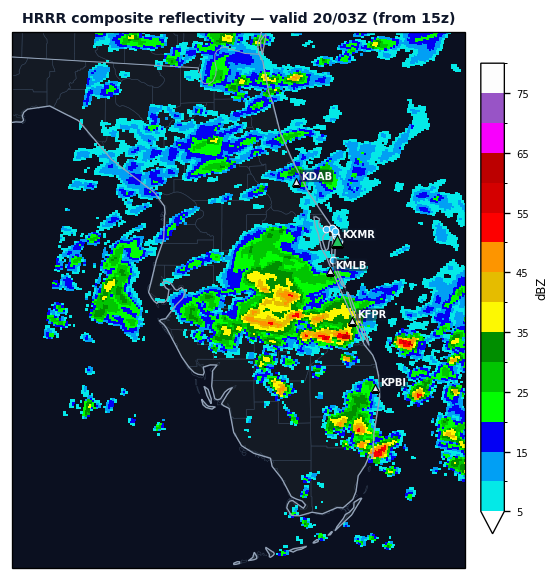 HRRR composite reflectivity — valid 20/03Z (from 15z)
KDAB
KXMR
KMLB
KFPR
KPBI
75
65
55
45
35
25
15
5
dBZ